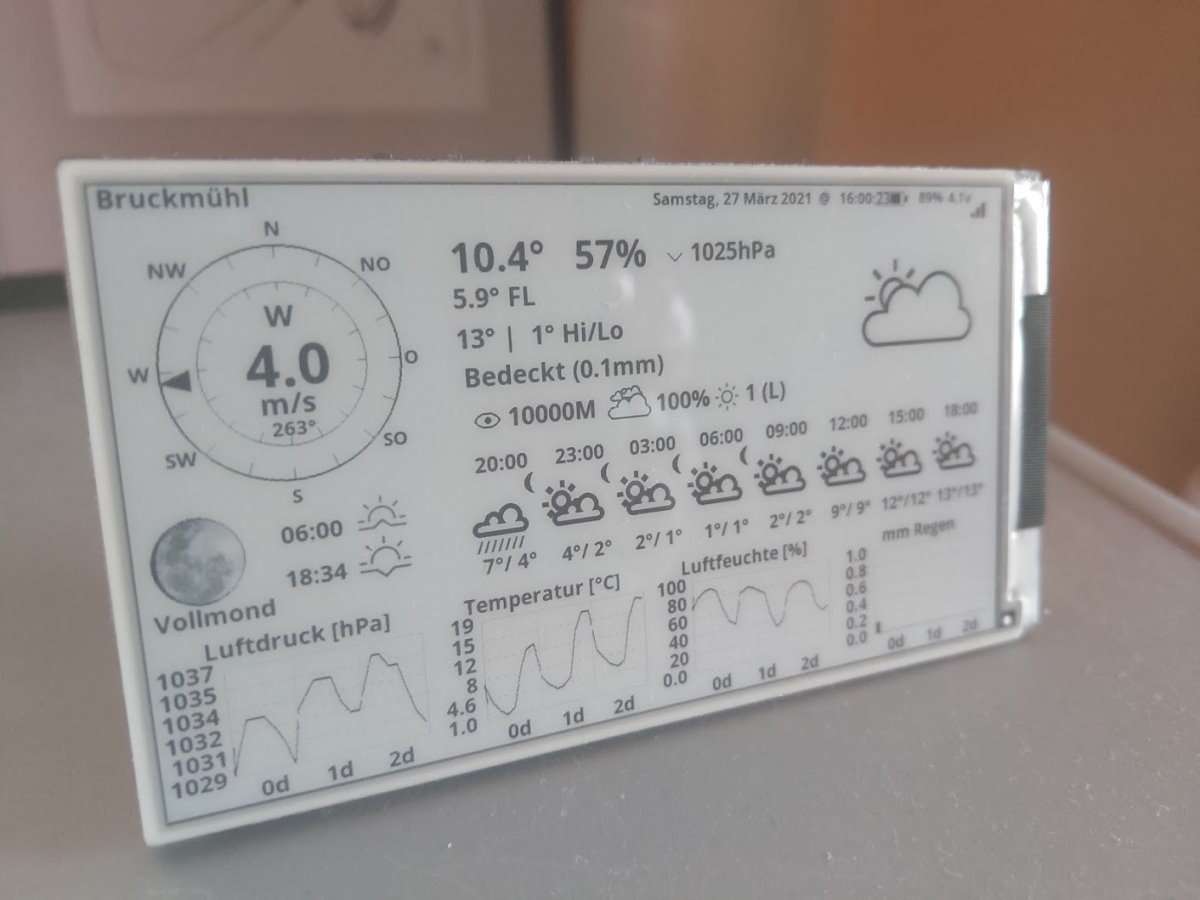 Bruckmühl
Samstag, 27 März 2021 @ 16:00:23 89% 4.1v
N
NW NO
W
W 4.0 O
m/s
263°
SW SO
S
10.4° 57% 1025hPa
5.9° FL
13° | 1° Hi/Lo
Bedeckt (0.1mm)
10000M 100% 1 (L)
20:00 23:00 03:00 06:00 09:00 12:00 15:00 18:00
7°/ 4° 4°/ 2° 2°/ 1° 1°/ 1° 2°/ 2° 9°/ 9° 12°/12° 13°/13°
06:00
18:34
Vollmond
Luftdruck [hPa]
1037
1035
1034
1032
1031
1029
0d 1d 2d
Temperatur [°C]
19
15
12
8
4.6
1.0
0d 1d 2d
Luftfeuchte [%]
100
80
60
40
20
0.0
0d 1d 2d
mm Regen
1.0
0.8
0.6
0.4
0.2
0.0
0d 1d 2d